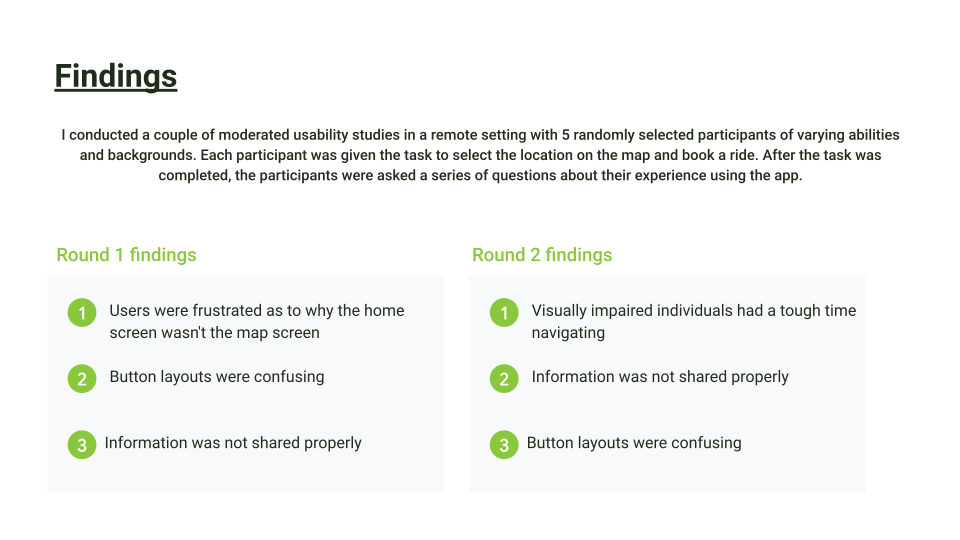 Findings
I conducted a couple of moderated usability studies in a remote setting with 5 randomly selected participants of varying abilities
and backgrounds. Each participant was given the task to select the location on the map and book a ride. After the task was
completed, the participants were asked a series of questions about their experience using the app.
Round 1 findings
1 Users were frustrated as to why the home
screen wasn't the map screen
2 Button layouts were confusing
3 Information was not shared properly
Round 2 findings
1 Visually impaired individuals had a tough time
navigating
2 Information was not shared properly
3 Button layouts were confusing